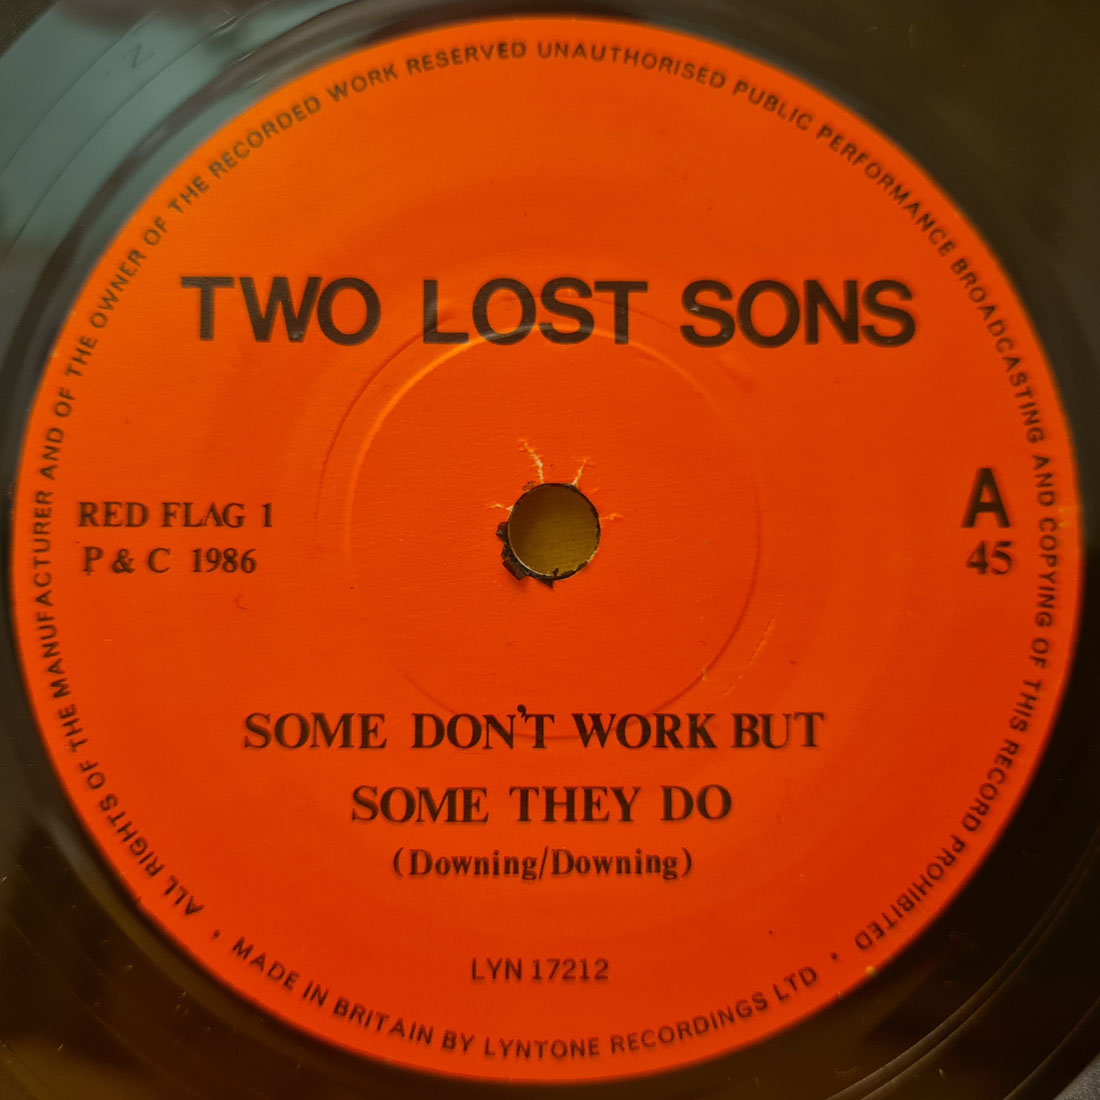 ALL RIGHTS OF THE MANUFACTURER AND OF THE OWNER OF THE RECORDED WORK RESERVED UNAUTHORISED PUBLIC PERFORMANCE BROADCASTING AND COPYING OF THIS RECORD PROHIBITED
TWO LOST SONS
RED FLAG 1
P & C 1986
A
45
SOME DON'T WORK BUT
SOME THEY DO
(Downing/Downing)
LYN 17212
MADE IN BRITAIN BY LYNTONE RECORDINGS LTD